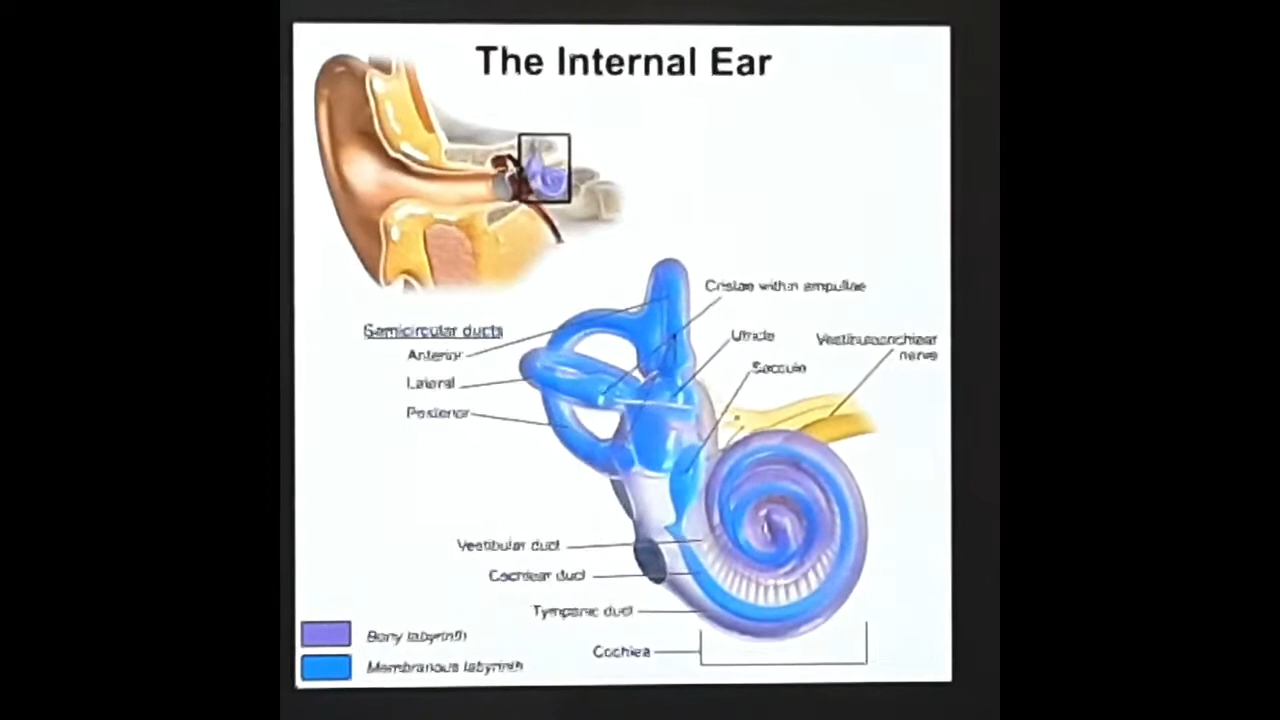 The Internal Ear
Cristae within ampullae
Semicircular ducts
Utricle
Vestibulocochlear
nerve
Anterior
Saccule
Lateral
Posterior
Vestibular duct
Cochlear duct
Tympanic duct
Cochlea
Bony labyrinth
Membranous labyrinth